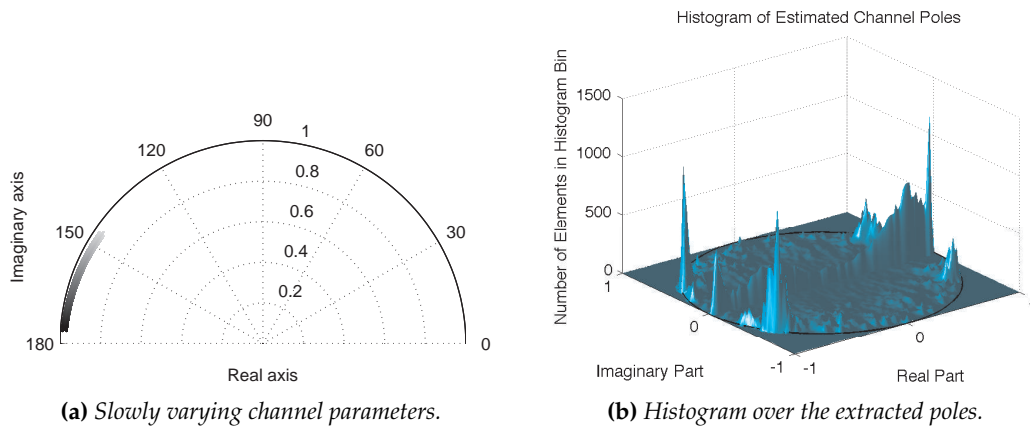 Histogram of Estimated Channel Poles
Imaginary axis
180
150
120
90
1
60
30
0
0.8
0.6
0.4
0.2
Real axis
Number of Elements in Histogram Bin
1500
1000
500
0
1
0
-1
-1
0
Imaginary Part
Real Part
(a) Slowly varying channel parameters.
(b) Histogram over the extracted poles.